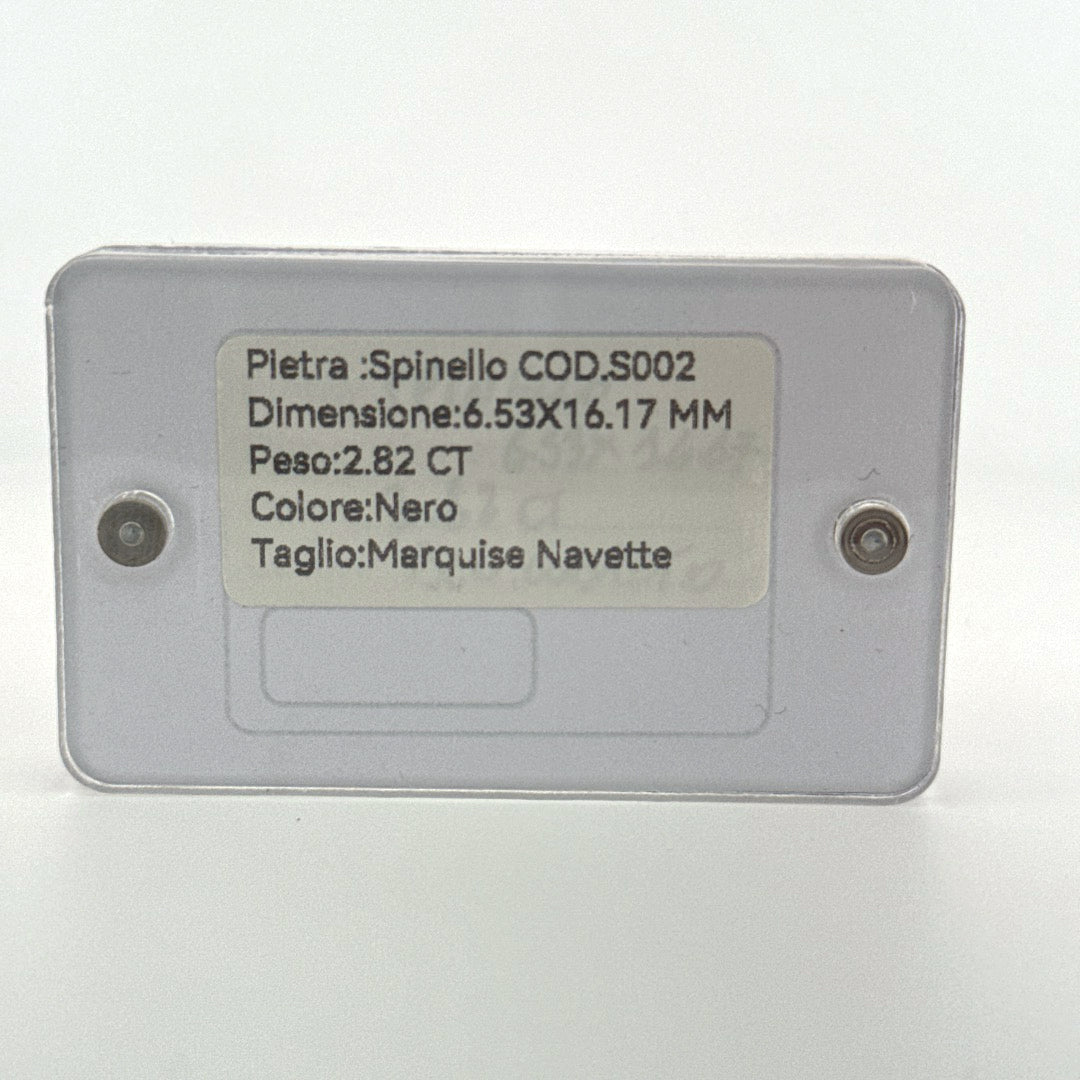 Pietra :Spinello COD.S002
Dimensione:6.53X16.17 MM
Peso:2.82 CT
Colore:Nero
Taglio:Marquise Navette